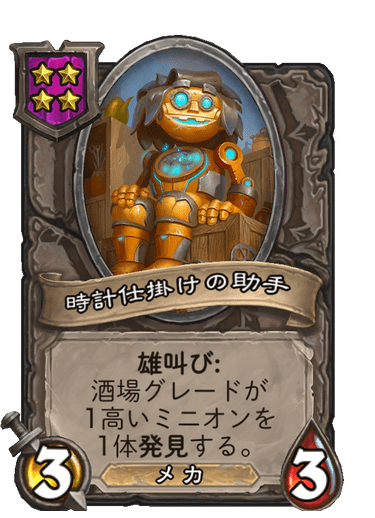 時計仕掛けの助手
雄叫び:
酒場グレードが
1高いミニオンを
1体発見する。
メカ
3
3